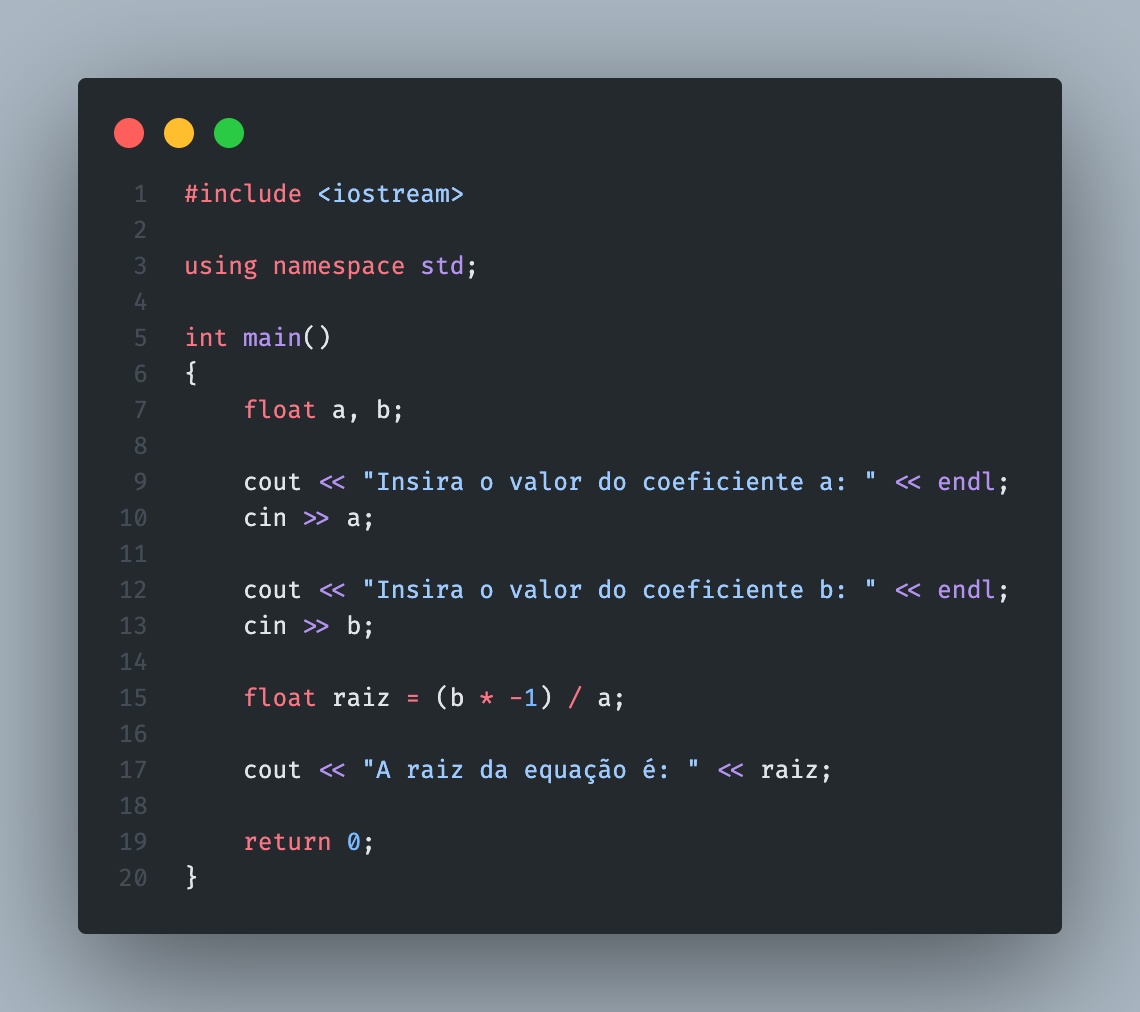 1 #include <iostream>
2
3 using namespace std;
4
5 int main()
6 {
7     float a, b;
8
9     cout << "Insira o valor do coeficiente a: " << endl;
10     cin >> a;
11
12     cout << "Insira o valor do coeficiente b: " << endl;
13     cin >> b;
14
15     float raiz = (b * -1) / a;
16
17     cout << "A raiz da equação é: " << raiz;
18
19     return 0;
20 }